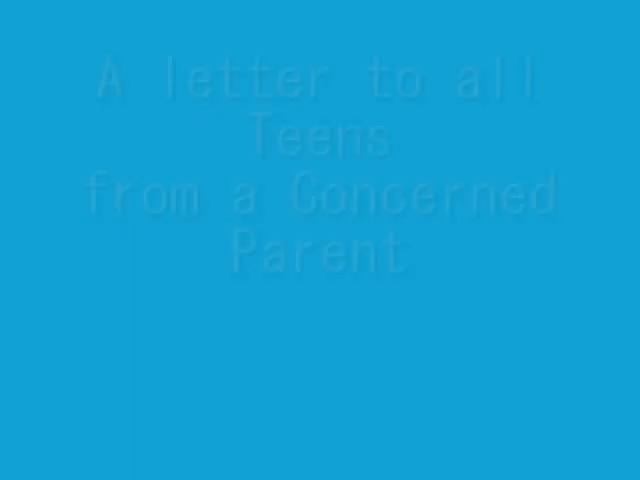 A letter to all
Teens
from a Concerned
Parent